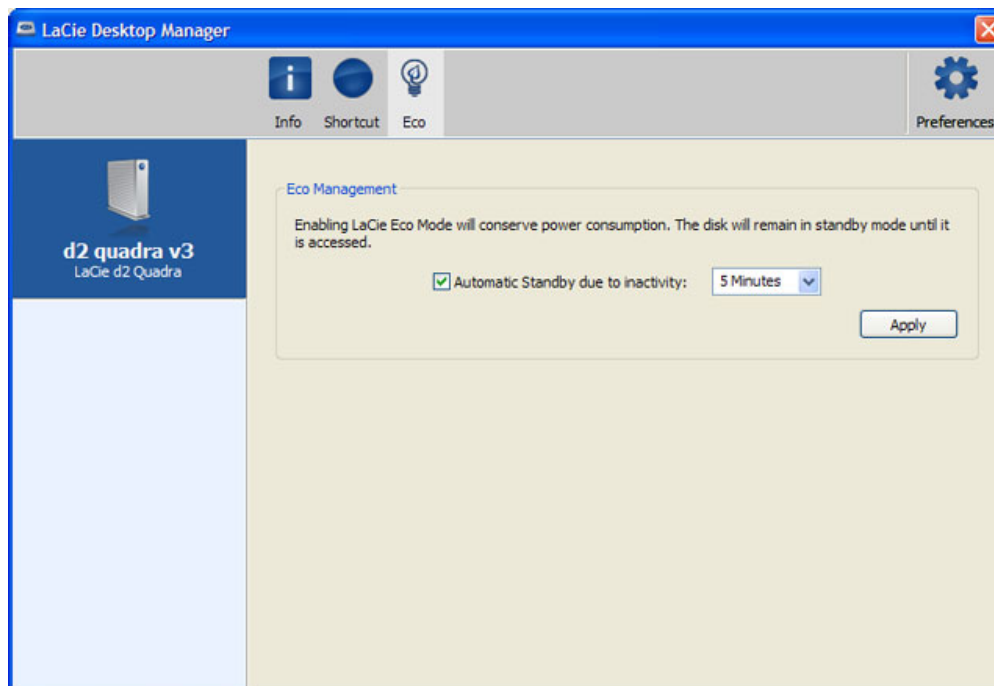 LaCie Desktop Manager
Info
Shortcut
Eco
Preferences
d2 quadra v3
LaCie d2 Quadra
Eco Management
Enabling LaCie Eco Mode will conserve power consumption. The disk will remain in standby mode until it
is accessed.
Automatic Standby due to inactivity:
5 Minutes
Apply